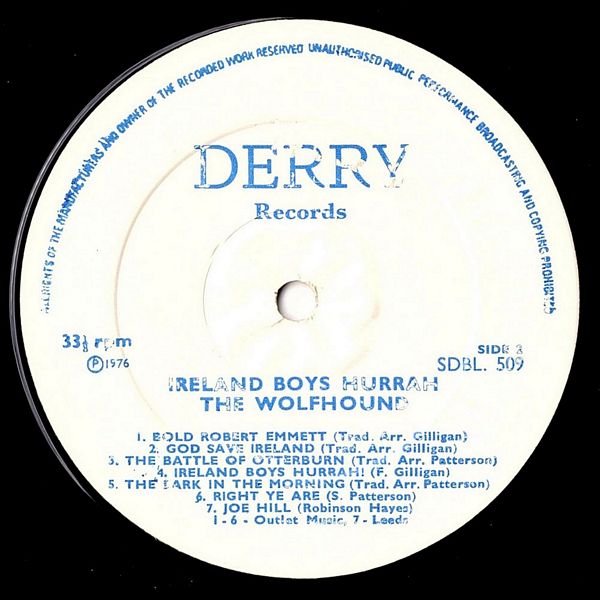 ALL RIGHTS OF THE MANUFACTURERS AND OWNER OF THE RECORDED WORK RESERVED UNAUTHORISED PUBLIC PERFORMANCE BROADCASTING AND COPYING PROHIBITED
DERRY
Records
33⅓ rpm
Ⓟ1976
SIDE 2
SDBL. 509
IRELAND BOYS HURRAH
THE WOLFHOUND
1. BOLD ROBERT EMMETT (Trad. Arr. Gilligan)
2. GOD SAVE IRELAND (Trad. Arr. Gilligan)
3. THE BATTLE OF OTTERBURN (Trad. Arr. Patterson)
4. IRELAND BOYS HURRAH! (F. Gilligan)
5. THE LARK IN THE MORNING (Trad. Arr. Patterson)
6. RIGHT YE ARE (S. Patterson)
7. JOE HILL (Robinson Hayes)
1 - 6 - Outlet Music, 7 - Leeds